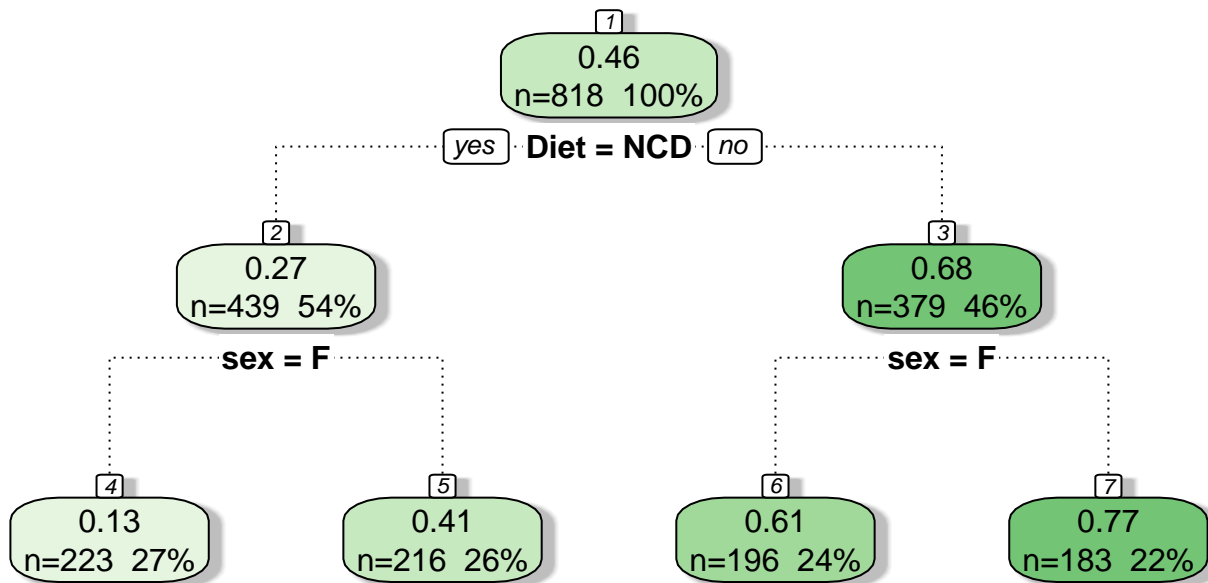 1
0.46
n=818 100%
yes Diet = NCD no
2
0.27
n=439 54%
3
0.68
n=379 46%
sex = F
sex = F
4
0.13
n=223 27%
5
0.41
n=216 26%
6
0.61
n=196 24%
7
0.77
n=183 22%